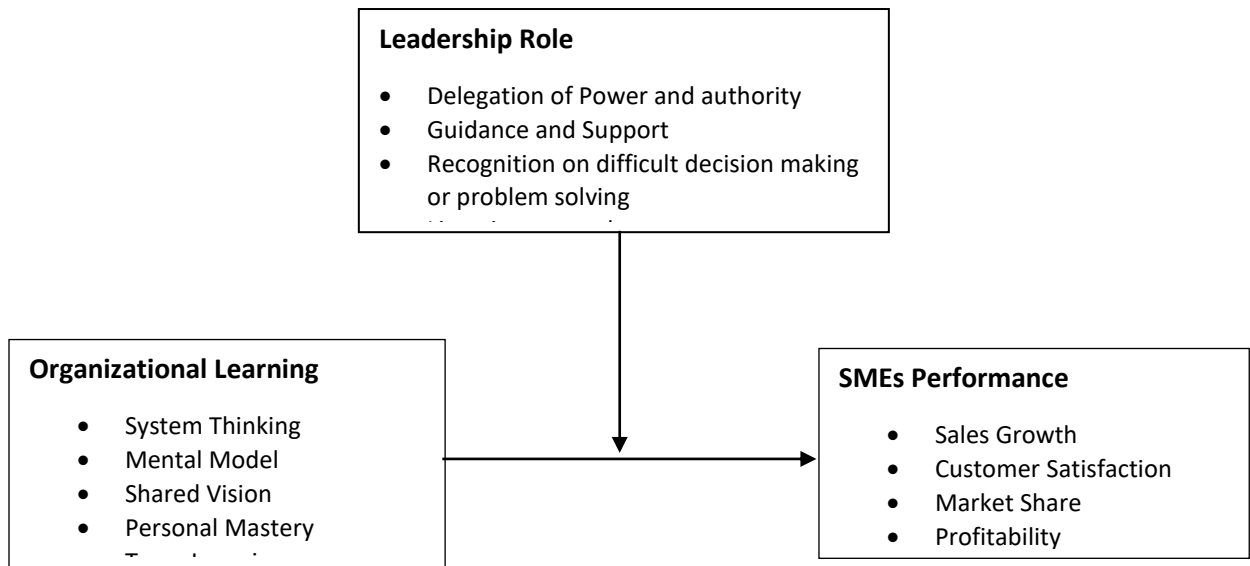 Leadership Role
• Delegation of Power and authority
• Guidance and Support
• Recognition on difficult decision making
or problem solving
Organizational Learning
• System Thinking
• Mental Model
• Shared Vision
• Personal Mastery
SMEs Performance
• Sales Growth
• Customer Satisfaction
• Market Share
• Profitability